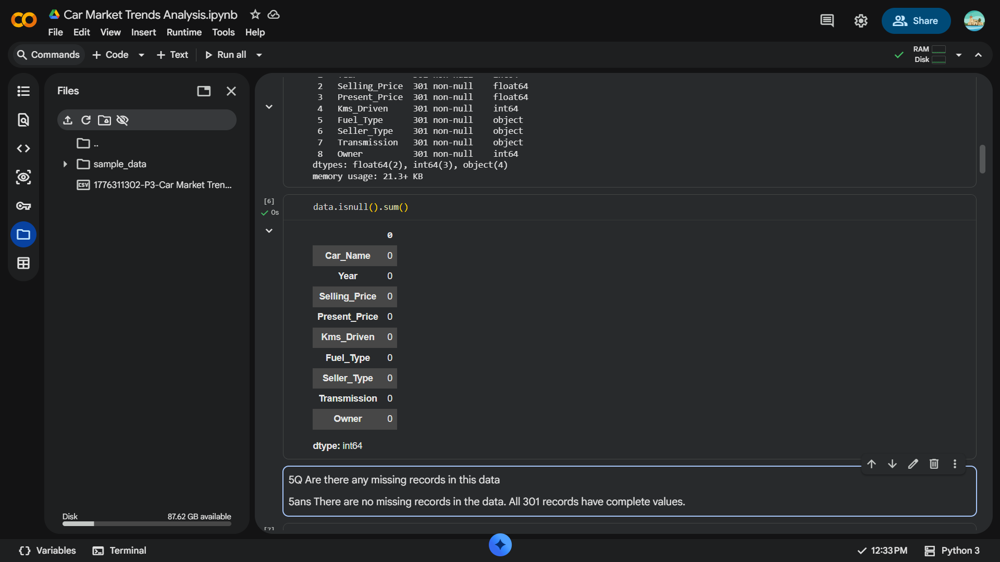 Car Market Trends Analysis.ipynb
File Edit View Insert Runtime Tools Help
Share
Commands + Code + Text Run all
RAM
Disk
Files
..
sample_data
CSV 1776311302-P3-Car Market Tren...
Disk 87.62 GB available
2 Selling_Price 301 non-null float64
3 Present_Price 301 non-null float64
4 Kms_Driven 301 non-null int64
5 Fuel_Type 301 non-null object
6 Seller_Type 301 non-null object
7 Transmission 301 non-null object
8 Owner 301 non-null int64
dtypes: float64(2), int64(3), object(4)
memory usage: 21.3+ KB
[6]
0s
data.isnull().sum()
0
Car_Name 0
Year 0
Selling_Price 0
Present_Price 0
Kms_Driven 0
Fuel_Type 0
Seller_Type 0
Transmission 0
Owner 0
dtype: int64
5Q Are there any missing records in this data
5ans There are no missing records in the data. All 301 records have complete values.
[7]
Variables Terminal
12:33 PM Python 3